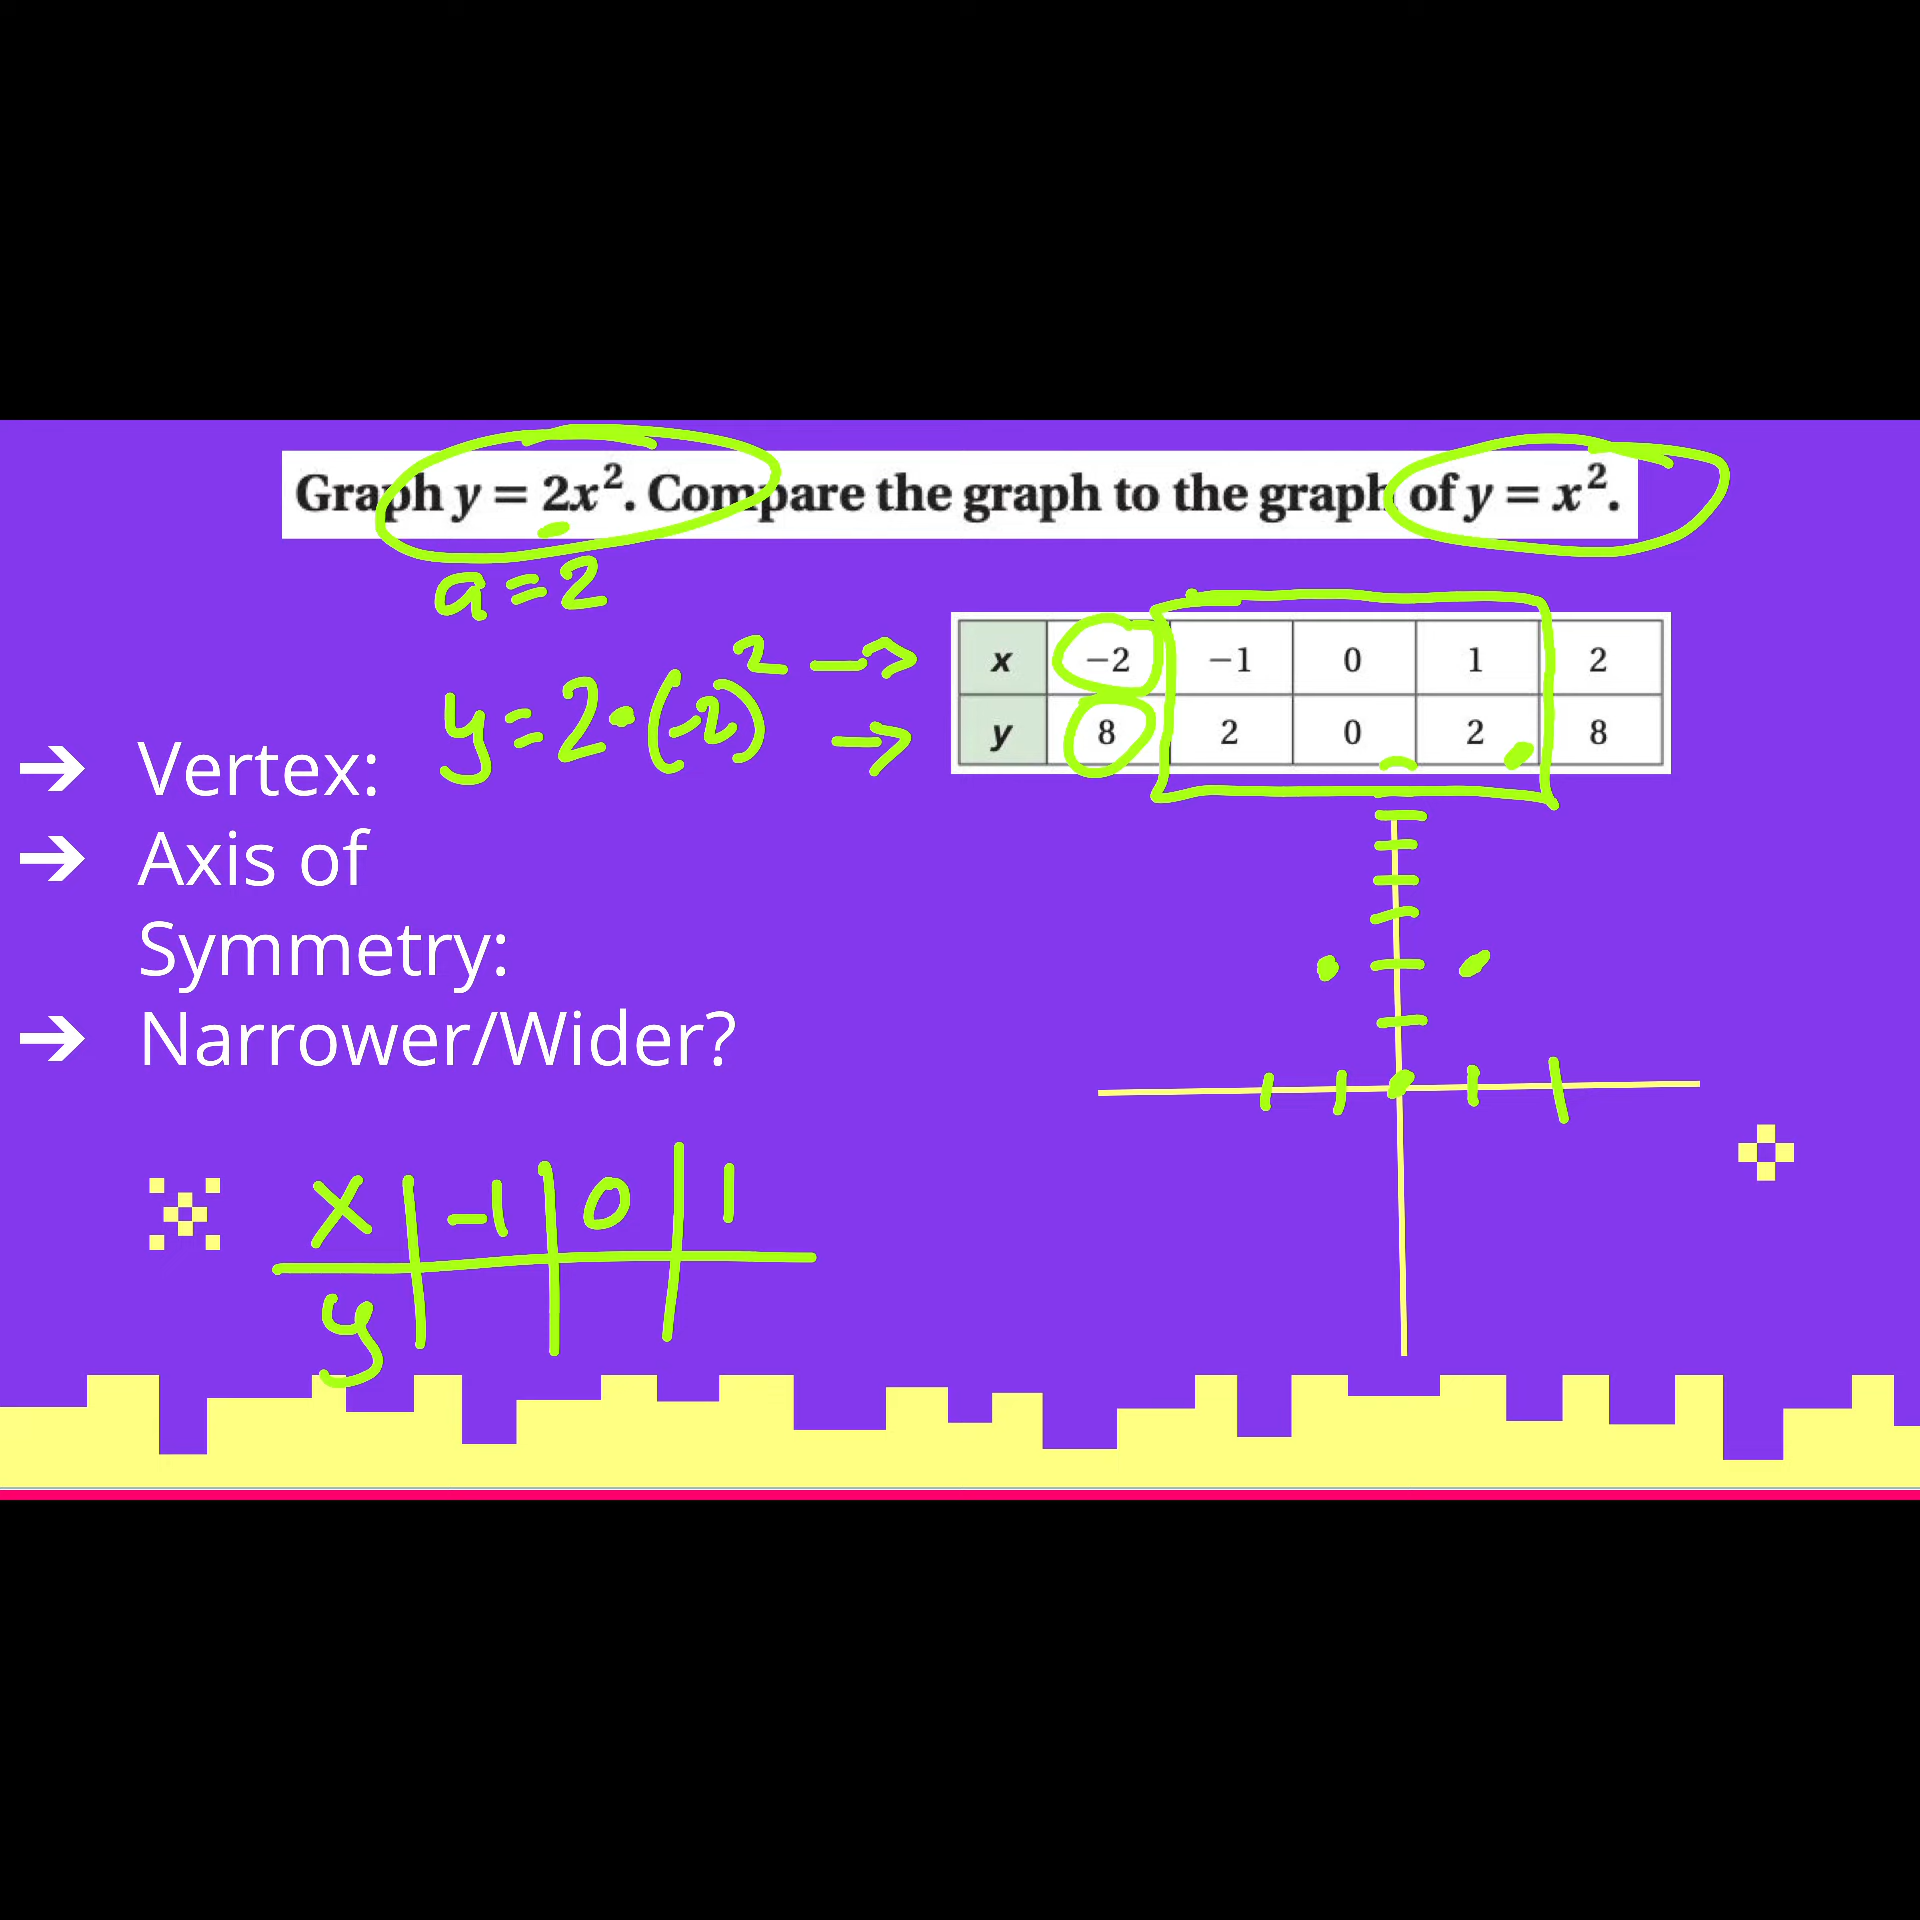 Graph y = 2x². Compare the graph to the graph of y = x².
a = 2
y = 2 · (-2)²
x −2 −1 0 1 2
y 8 2 0 2 8
Vertex:
Axis of
Symmetry:
Narrower/Wider?
x -1 0 1
y